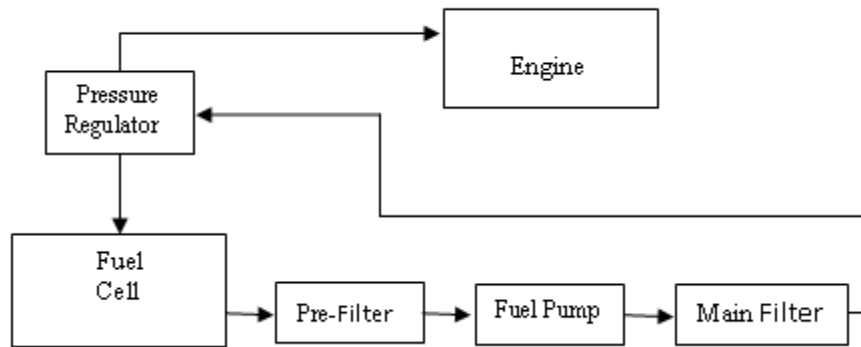 Engine
Pressure
Regulator
Fuel
Cell
Pre-Filter
Fuel Pump
Main Filter